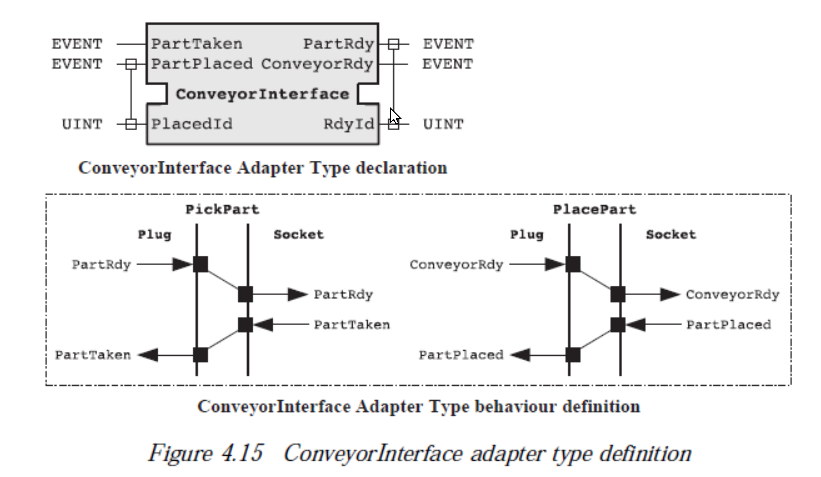 EVENT PartTaken PartRdy EVENT
EVENT PartPlaced ConveyorRdy EVENT
ConveyorInterface
UINT PlacedId RdyId UINT
ConveyorInterface Adapter Type declaration
PickPart PlacePart
Plug Socket Plug Socket
PartRdy ConveyorRdy
PartRdy ConveyorRdy
PartTaken PartPlaced
PartTaken PartPlaced
ConveyorInterface Adapter Type behaviour definition
Figure 4.15 ConveyorInterface adapter type definition